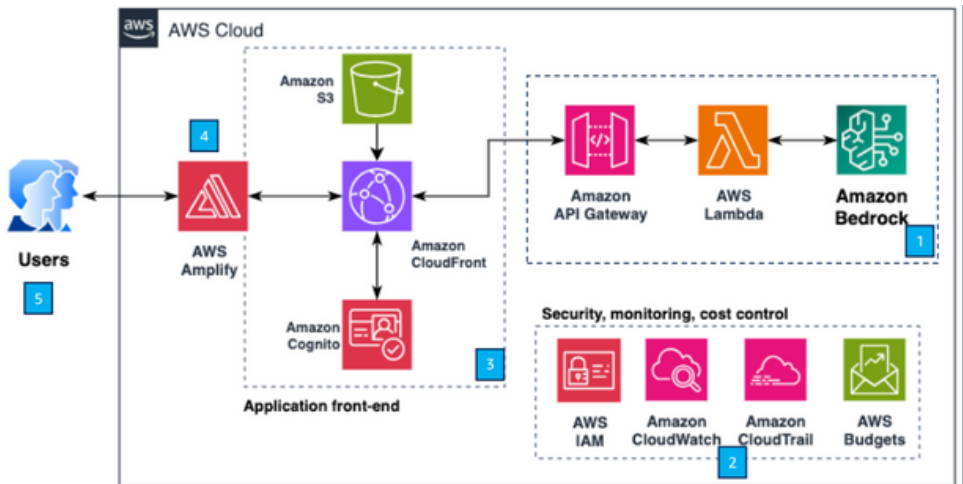 aws
AWS Cloud
Amazon
S3
4
Users
5
AWS
Amplify
Amazon
CloudFront
Amazon
Cognito
3
Application front-end
</>
Amazon
API Gateway
AWS
Lambda
Amazon
Bedrock
1
Security, monitoring, cost control
AWS
IAM
Amazon
CloudWatch
Amazon
CloudTrail
AWS
Budgets
2